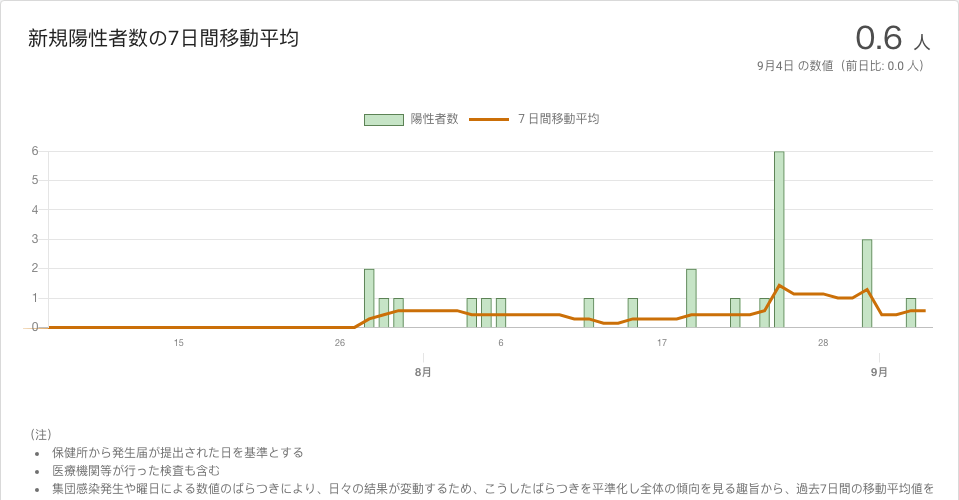 新規陽性者数の7日間移動平均
0.6 人
9月4日 の数値（前日比: 0.0 人）
陽性者数 7 日間移動平均
6
5
4
3
2
1
0
15 26 6 17 28
8月 9月
（注）
• 保健所から発生届が提出された日を基準とする
• 医療機関等が行った検査も含む
• 集団感染発生や曜日による数値のばらつきにより、日々の結果が変動するため、こうしたばらつきを平準化し全体の傾向を見る趣旨から、過去7日間の移動平均値を